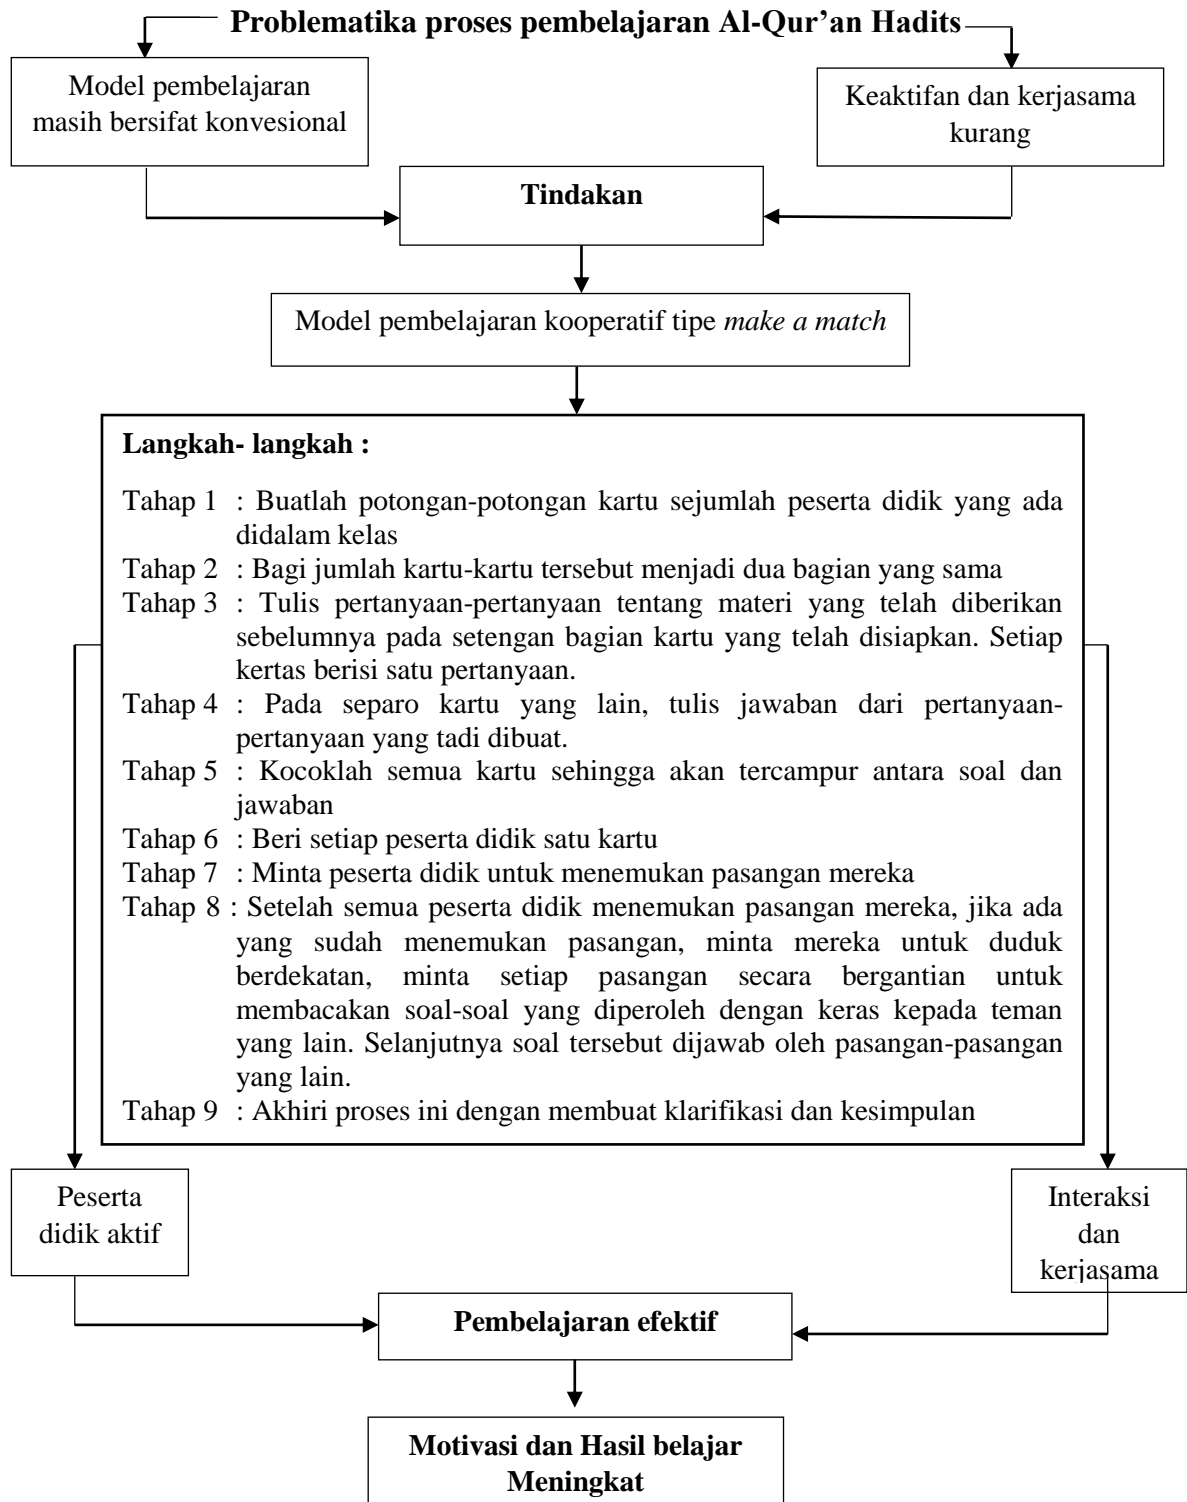 Problematika proses pembelajaran Al-Qur’an Hadits
Model pembelajaran
masih bersifat konvesional
Keaktifan dan kerjasama
kurang
Tindakan
Model pembelajaran kooperatif tipe make a match
Langkah- langkah :
Tahap 1 : Buatlah potongan-potongan kartu sejumlah peserta didik yang ada
didalam kelas
Tahap 2 : Bagi jumlah kartu-kartu tersebut menjadi dua bagian yang sama
Tahap 3 : Tulis pertanyaan-pertanyaan tentang materi yang telah diberikan
sebelumnya pada setengan bagian kartu yang telah disiapkan. Setiap
kertas berisi satu pertanyaan.
Tahap 4 : Pada separo kartu yang lain, tulis jawaban dari pertanyaan-
pertanyaan yang tadi dibuat.
Tahap 5 : Kocoklah semua kartu sehingga akan tercampur antara soal dan
jawaban
Tahap 6 : Beri setiap peserta didik satu kartu
Tahap 7 : Minta peserta didik untuk menemukan pasangan mereka
Tahap 8 : Setelah semua peserta didik menemukan pasangan mereka, jika ada
yang sudah menemukan pasangan, minta mereka untuk duduk
berdekatan, minta setiap pasangan secara bergantian untuk
membacakan soal-soal yang diperoleh dengan keras kepada teman
yang lain. Selanjutnya soal tersebut dijawab oleh pasangan-pasangan
yang lain.
Tahap 9 : Akhiri proses ini dengan membuat klarifikasi dan kesimpulan
Peserta
didik aktif
Interaksi
dan
kerjasama
Pembelajaran efektif
Motivasi dan Hasil belajar
Meningkat